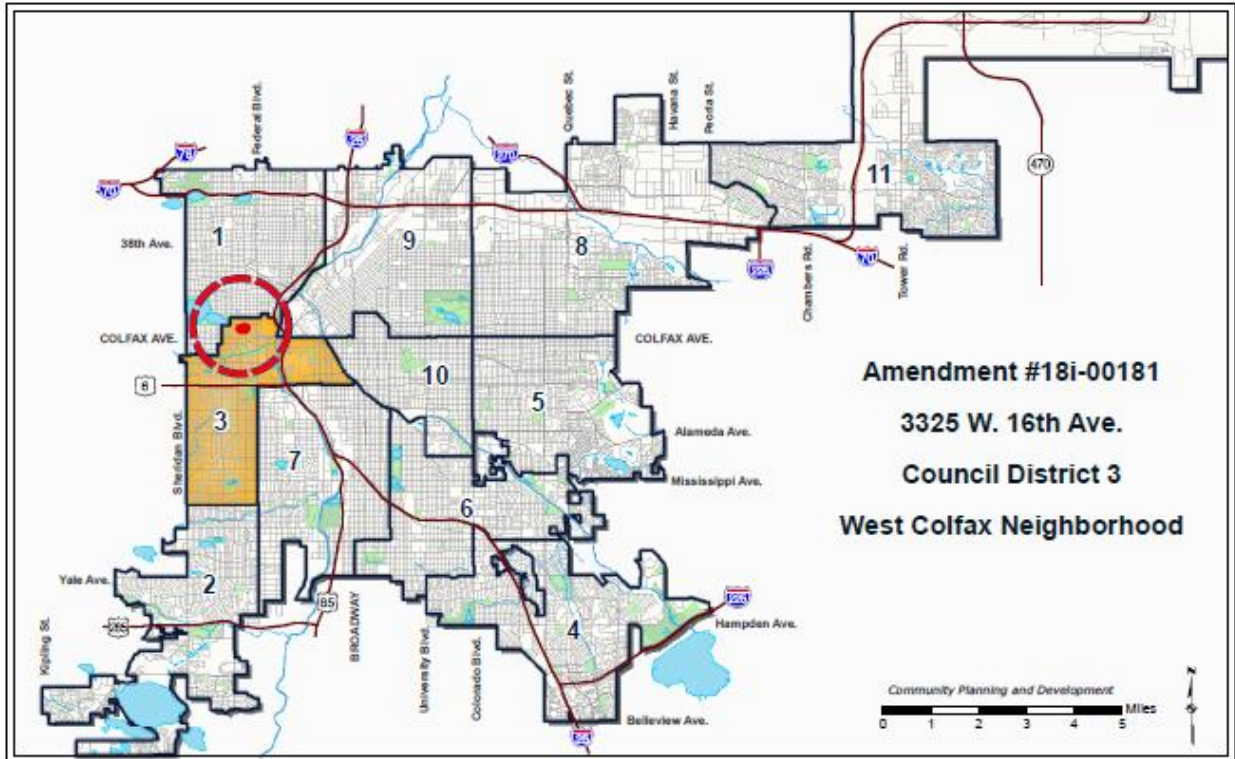 Federal Blvd.
Quebec St.
Havana St.
Peoria St.
76
25
270
70
470
1
9
8
11
38th Ave.
225
Chambers Rd.
70
Tower Rd.
COLFAX AVE.
COLFAX AVE.
6
10
5
3
7
Sheridan Blvd.
Alameda Ave.
Mississippi Ave.
6
2
Yale Ave.
85
285
BROADWAY
University Blvd.
Colorado Blvd.
4
225
Hampden Ave.
Kipling St.
Belleview Ave.
25
Amendment #18i-00181
3325 W. 16th Ave.
Council District 3
West Colfax Neighborhood
Community Planning and Development
Miles
0 1 2 3 4 5
N